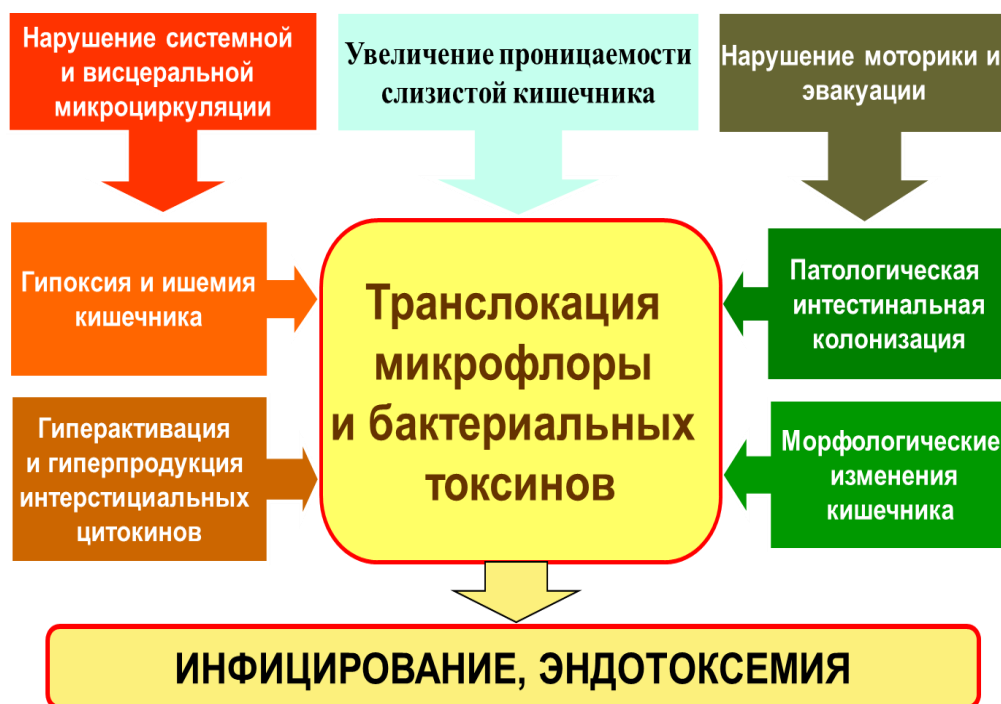 Нарушение системной
и висцеральной
микроциркуляции
Увеличение проницаемости
слизистой кишечника
Нарушение моторики и
эвакуации
Гипоксия и ишемия
кишечника
Транслокация
микрофлоры
и бактериальных
токсинов
Патологическая
интестинальная
колонизация
Гиперактивация
и гиперпродукция
интерстициальных
цитокинов
Морфологические
изменения
кишечника
ИНФИЦИРОВАНИЕ, ЭНДОТОКСЕМИЯ